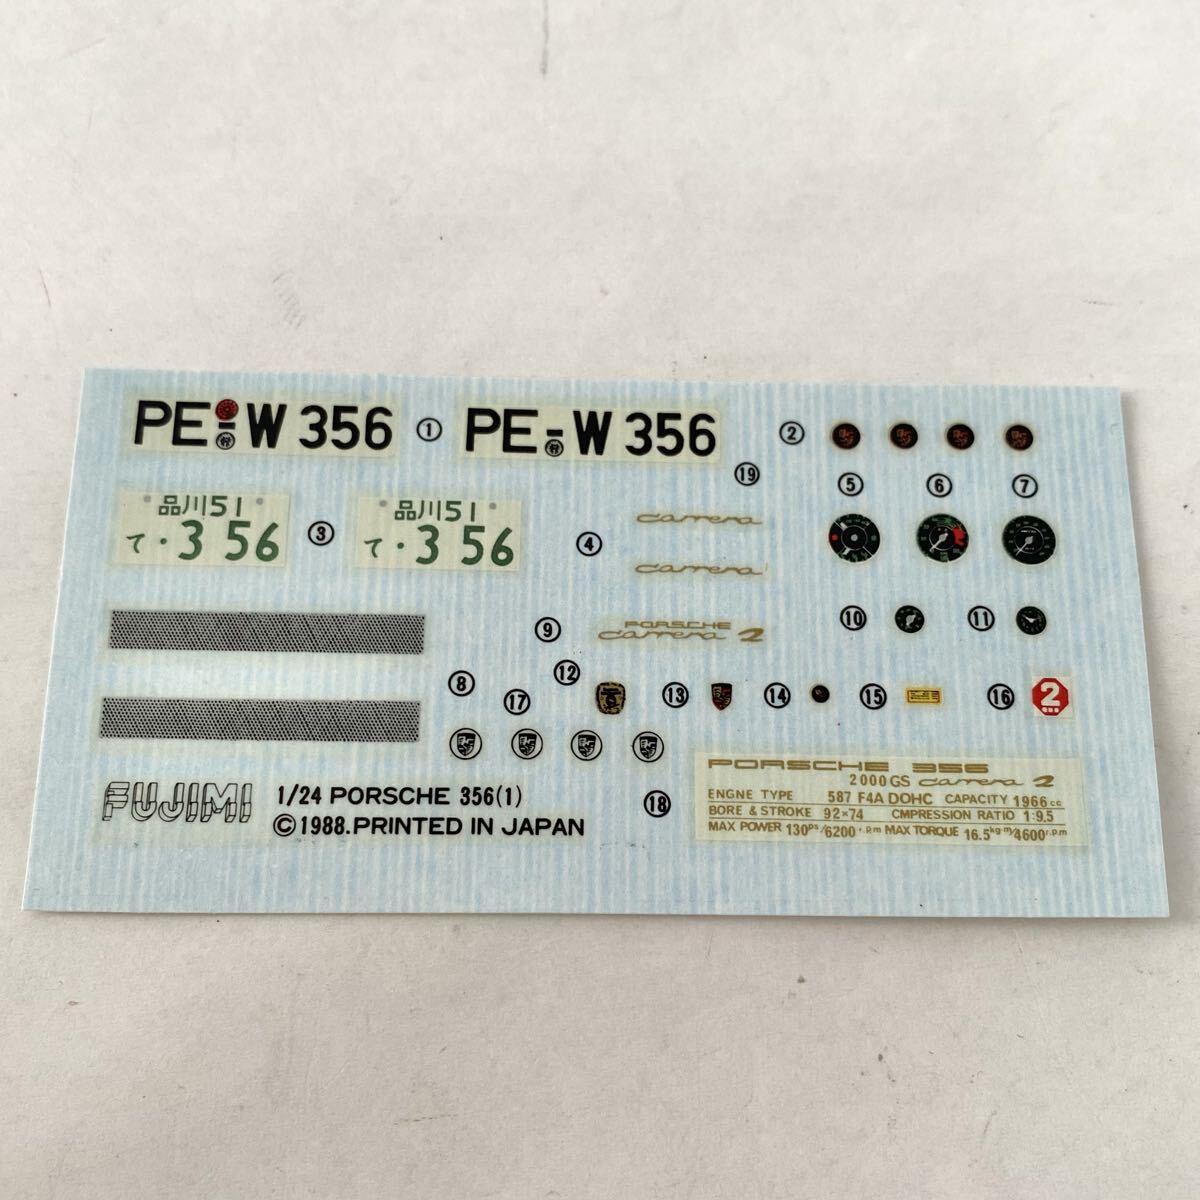 PE-W 356 ① PE-W 356 ②
⑲
⑤ ⑥ ⑦
品川51 品川51
て・3 56 ③ て・3 56 ④
carrera
carrera
⑩ ⑪
⑨ PORSCHE
carrera 2
⑧ ⑰ ⑫ ⑬ ⑭ ⑮ ⑯ 2
FUJIMI 1/24 PORSCHE 356(1)
©1988.PRINTED IN JAPAN
⑱
PORSCHE 356
2000GS carrera 2
ENGNE TYPE 587 F4A DOHC CAPACITY 1966cc
BORE & STROKE 92×74 CMPRESSION RATIO 1:9.5
MAX POWER 130ps/6200r.p.m MAX TORQUE 16.5kg-m/4600r.p.m